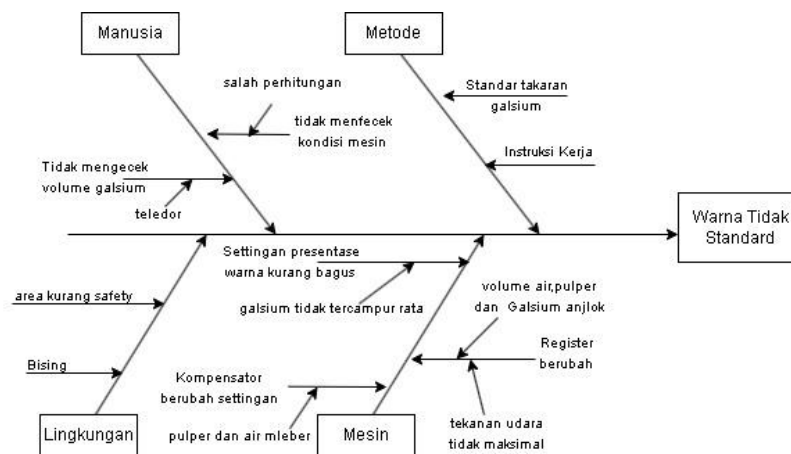 Manusia
Metode
salah perhitungan
tidak menfecek
kondisi mesin
Standar takaran
galsium
Instruksi Kerja
Tidak mengecek
volume galsium
teledor
Warna Tidak
Standard
Settingan presentase
warna kurang bagus
galsium tidak tercampur rata
volume air,pulper
dan Galsium anjlok
area kurang safety
Register
berubah
Bising
Kompensator
berubah settingan
pulper dan air mleber
tekanan udara
tidak maksimal
Lingkungan
Mesin